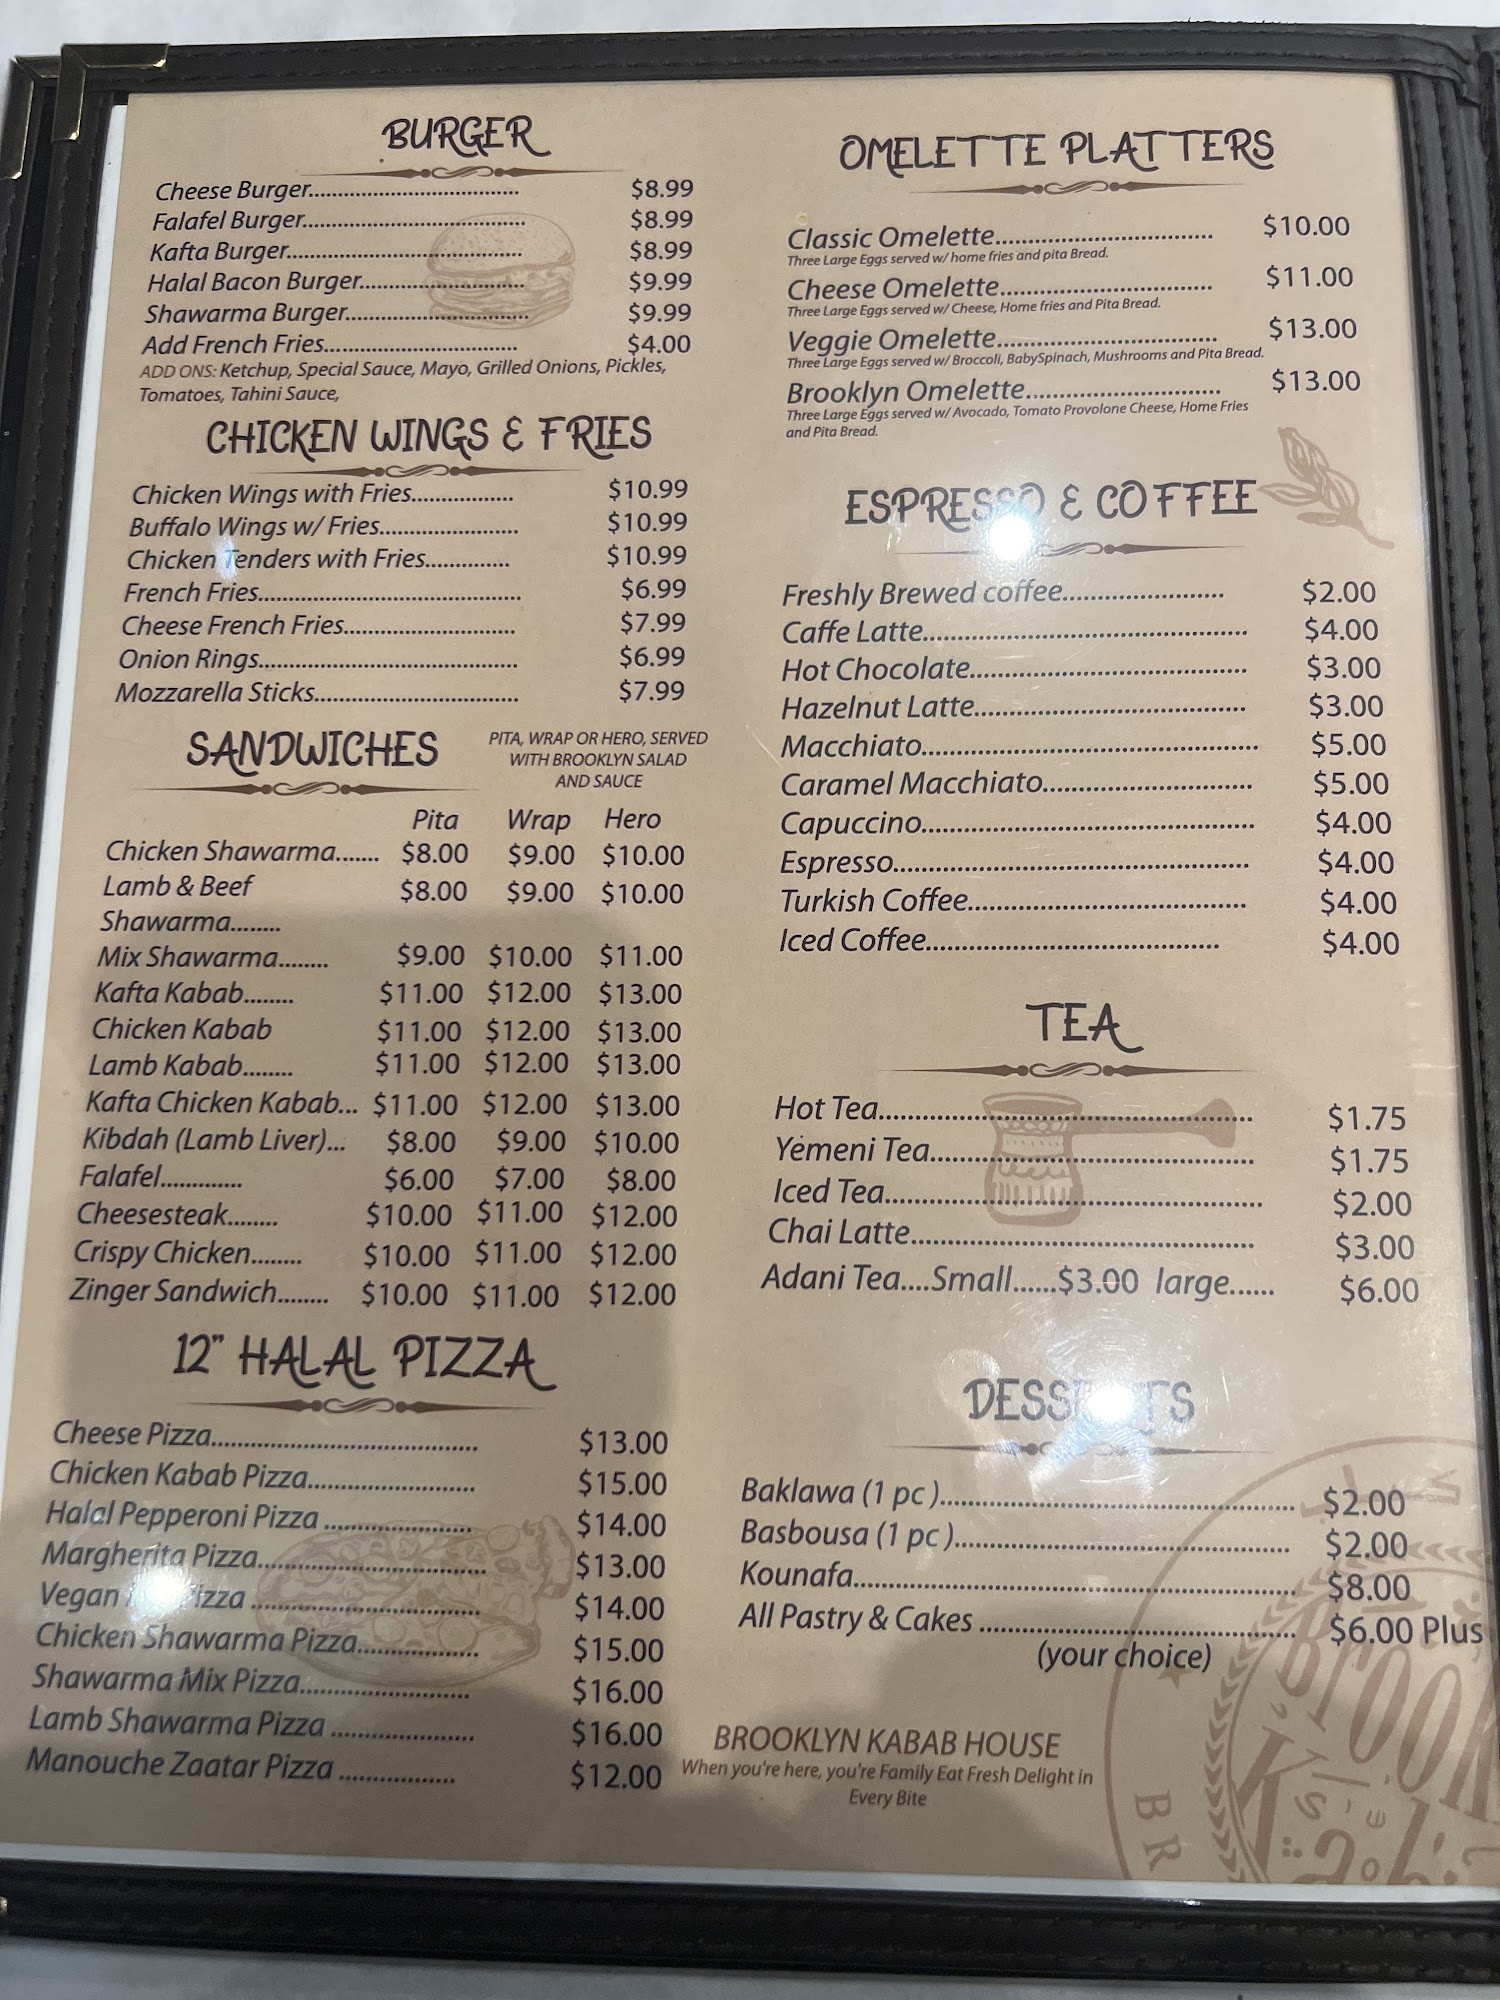 BURGER
Cheese Burger........................................... $8.99
Falafel Burger............................................. $8.99
Kafta Burger................................................ $8.99
Halal Bacon Burger................................. $9.99
Shawarma Burger..................................... $9.99
Add French Fries....................................... $4.00
ADD ONS: Ketchup, Special Sauce, Mayo, Grilled Onions, Pickles,
Tomatoes, Tahini Sauce,
CHICKEN WINGS & FRIES
Chicken Wings with Fries.................. $10.99
Buffalo Wings w/ Fries........................ $10.99
Chicken Tenders with Fries............... $10.99
French Fries.............................................. $6.99
Cheese French Fries.............................. $7.99
Onion Rings.............................................. $6.99
Mozzarella Sticks.................................... $7.99
SANDWICHES
PITA, WRAP OR HERO, SERVED
WITH BROOKLYN SALAD
AND SAUCE
Pita Wrap Hero
Chicken Shawarma....... $8.00 $9.00 $10.00
Lamb & Beef $8.00 $9.00 $10.00
Shawarma........
Mix Shawarma........ $9.00 $10.00 $11.00
Kafta Kabab........ $11.00 $12.00 $13.00
Chicken Kabab $11.00 $12.00 $13.00
Lamb Kabab........ $11.00 $12.00 $13.00
Kafta Chicken Kabab... $11.00 $12.00 $13.00
Kibdah (Lamb Liver)... $8.00 $9.00 $10.00
Falafel............. $6.00 $7.00 $8.00
Cheesesteak........ $10.00 $11.00 $12.00
Crispy Chicken........ $10.00 $11.00 $12.00
Zinger Sandwich........ $10.00 $11.00 $12.00
12" HALAL PIZZA
Cheese Pizza.......................................... $13.00
Chicken Kabab Pizza.......................... $15.00
Halal Pepperoni Pizza ....................... $14.00
Margherita Pizza................................... $13.00
Vegan Pizza ................................... $14.00
Chicken Shawarma Pizza................... $15.00
Shawarma Mix Pizza........................... $16.00
Lamb Shawarma Pizza ...................... $16.00
Manouche Zaatar Pizza .................. $12.00
OMELETTE PLATTERS
Classic Omelette.................................. $10.00
Three Large Eggs served w/ home fries and pita Bread.
Cheese Omelette................................. $11.00
Three Large Eggs served w/ Cheese, Home fries and Pita Bread.
Veggie Omelette.................................. $13.00
Three Large Eggs served w/ Broccoli, BabySpinach, Mushrooms and Pita Bread.
Brooklyn Omelette.............................. $13.00
Three Large Eggs served w/ Avocado, Tomato Provolone Cheese, Home Fries
and Pita Bread.
ESPRESSO & COFFEE
Freshly Brewed coffee......................... $2.00
Caffe Latte.................................................. $4.00
Hot Chocolate.......................................... $3.00
Hazelnut Latte.......................................... $3.00
Macchiato.................................................... $5.00
Caramel Macchiato................................ $5.00
Capuccino................................................... $4.00
Espresso....................................................... $4.00
Turkish Coffee........................................... $4.00
Iced Coffee............................................. $4.00
TEA
Hot Tea......................................................... $1.75
Yemeni Tea.................................................. $1.75
Iced Tea......................................................... $2.00
Chai Latte.................................................... $3.00
Adani Tea....Small......$3.00 large...... $6.00
DESSERTS
Baklawa (1 pc ).................................................... $2.00
Basbousa (1 pc ).................................................. $2.00
Kounafa................................................................. $8.00
All Pastry & Cakes ............................................... $6.00 Plus
(your choice)
BROOKLYN KABAB HOUSE
When you're here, you're Family Eat Fresh Delight in
Every Bite